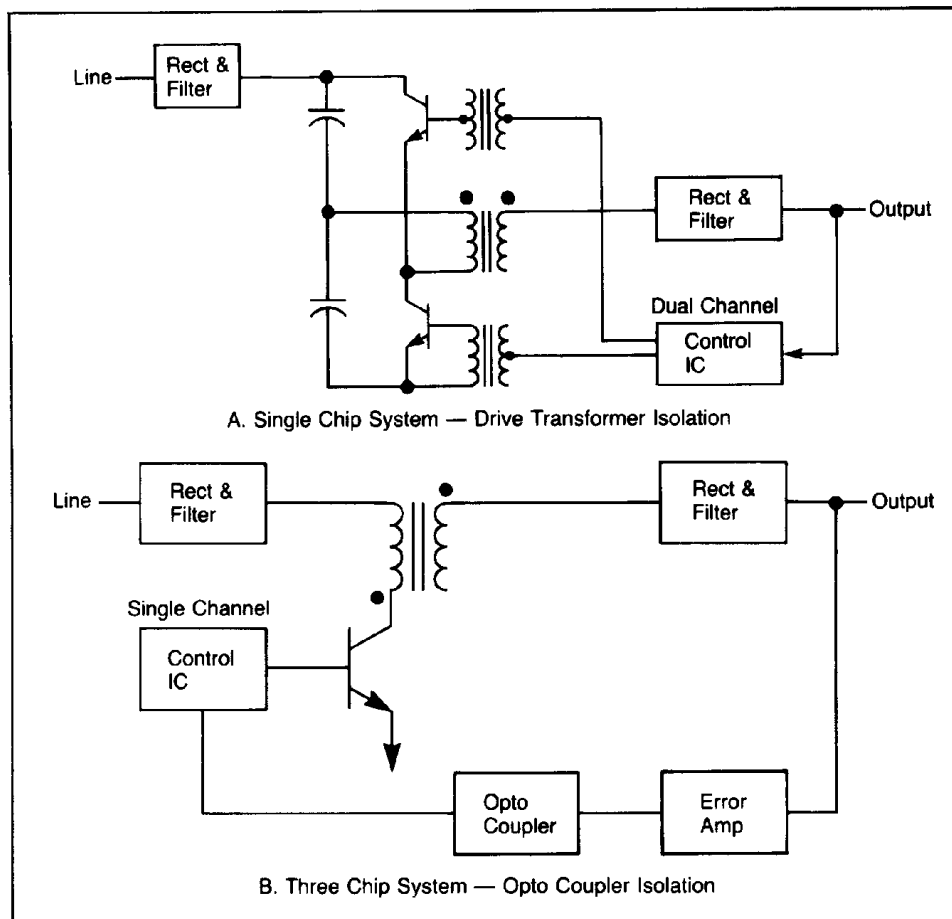 Line
Rect &
Filter
Rect &
Filter
Output
Dual Channel
Control
IC
A. Single Chip System — Drive Transformer Isolation
Line
Rect &
Filter
Rect &
Filter
Output
Single Channel
Control
IC
Opto
Coupler
Error
Amp
B. Three Chip System — Opto Coupler Isolation